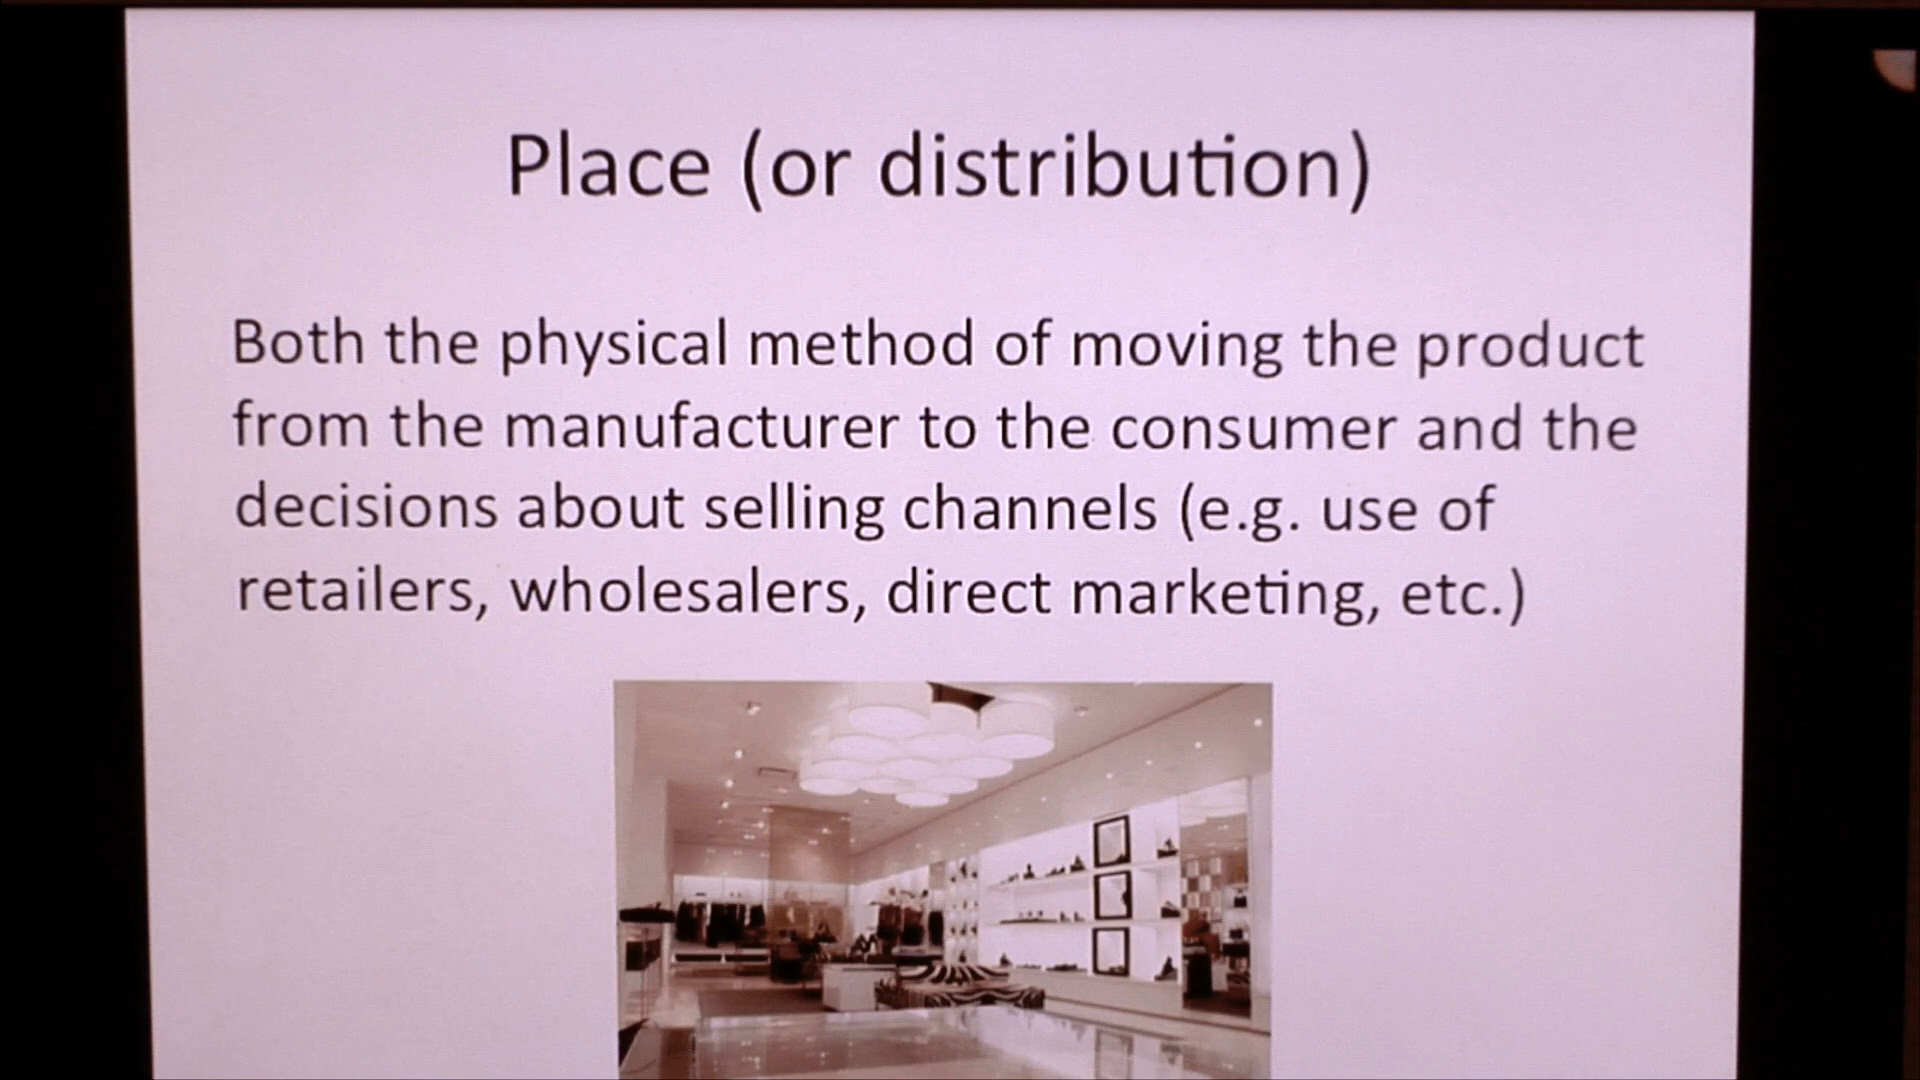 Place (or distribution)
Both the physical method of moving the product
from the manufacturer to the consumer and the
decisions about selling channels (e.g. use of
retailers, wholesalers, direct marketing, etc.)